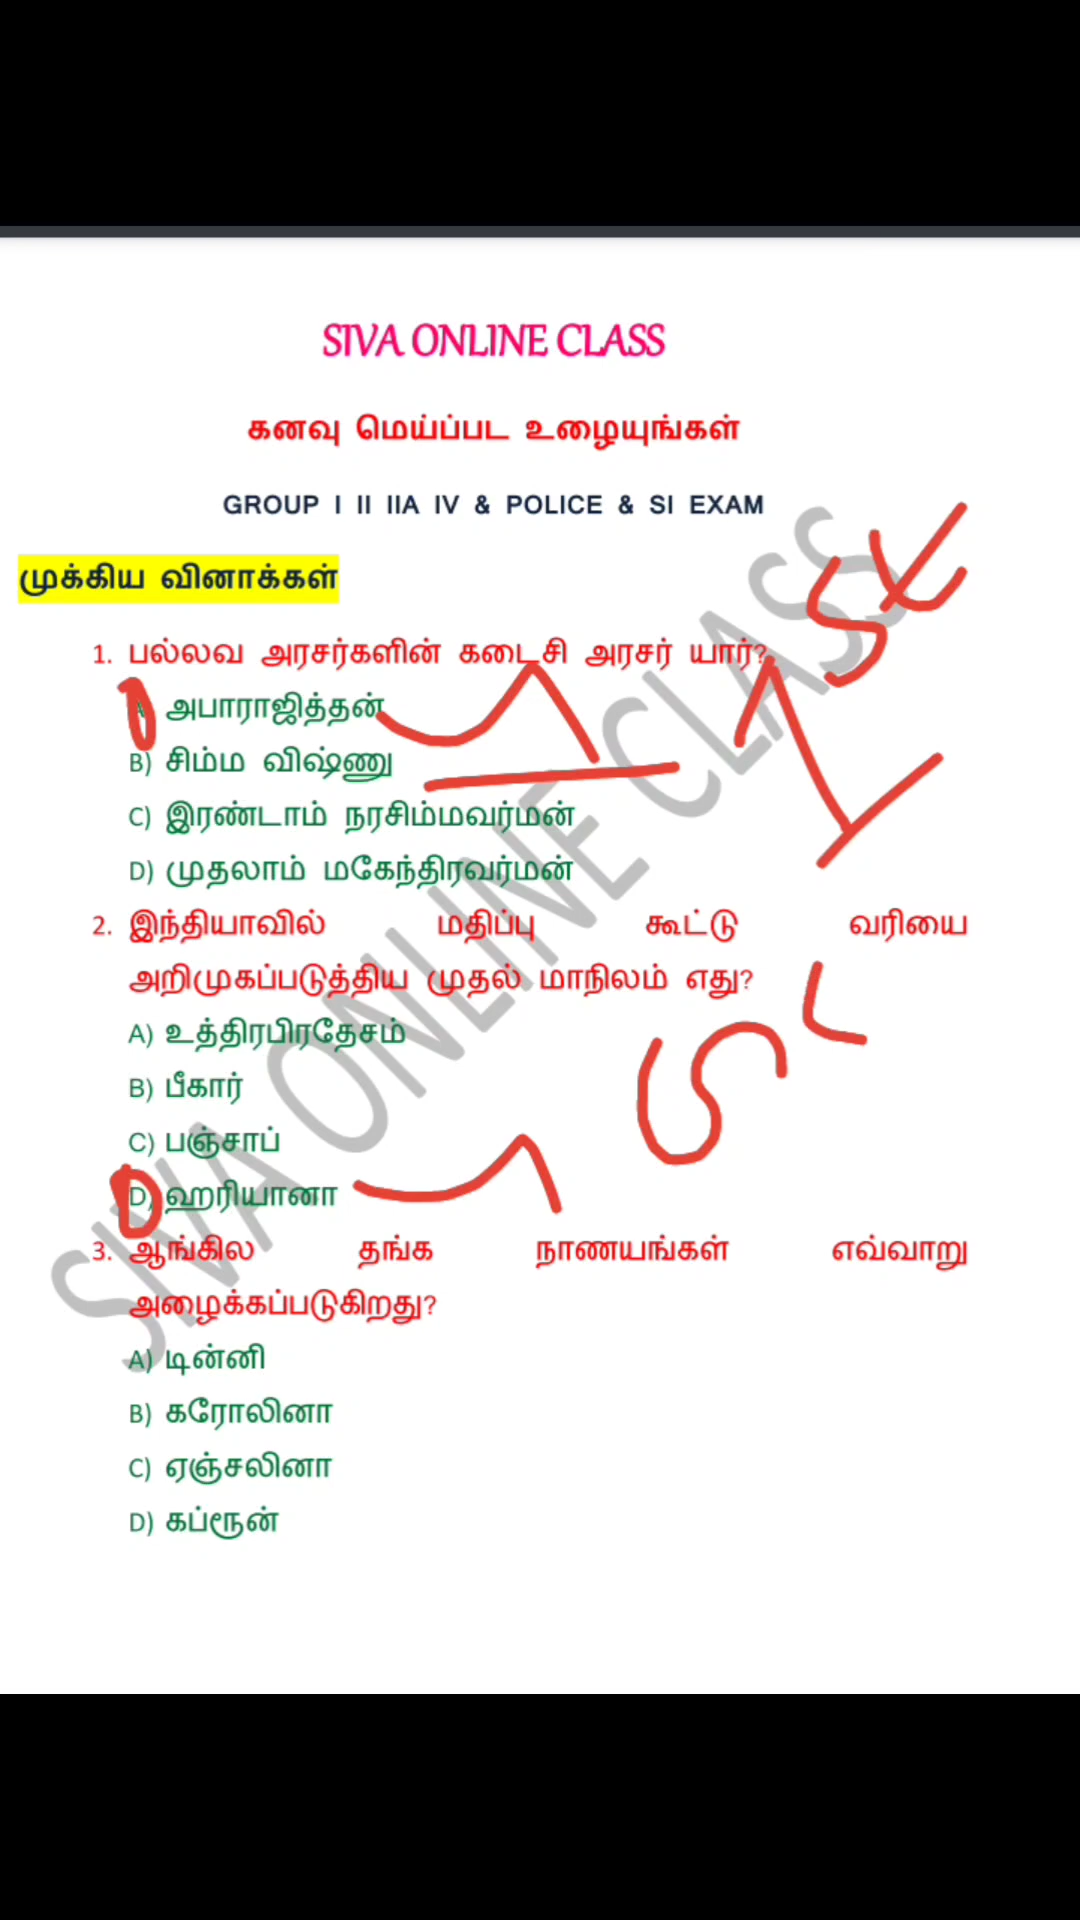 SIVA ONLINE CLASS
கனவு மெய்ப்பட உழையுங்கள்
GROUP I II IIA IV & POLICE & SI EXAM
முக்கிய வினாக்கள்
1. பல்லவ அரசர்களின் கடைசி அரசர் யார்?
அபாராஜித்தன்
B) சிம்ம விஷ்ணு
C) இரண்டாம் நரசிம்மவர்மன்
D) முதலாம் மகேந்திரவர்மன்
2. இந்தியாவில் மதிப்பு கூட்டு வரியை
அறிமுகப்படுத்திய முதல் மாநிலம் எது?
A) உத்திரபிரதேசம்
B) பீகார்
C) பஞ்சாப்
D) ஹரியானா
3. ஆங்கில தங்க நாணயங்கள் எவ்வாறு
அழைக்கப்படுகிறது?
A) டின்னி
B) கரோலினா
C) ஏஞ்சலினா
D) கப்ரூன்
SIVA ONLINE CLASS